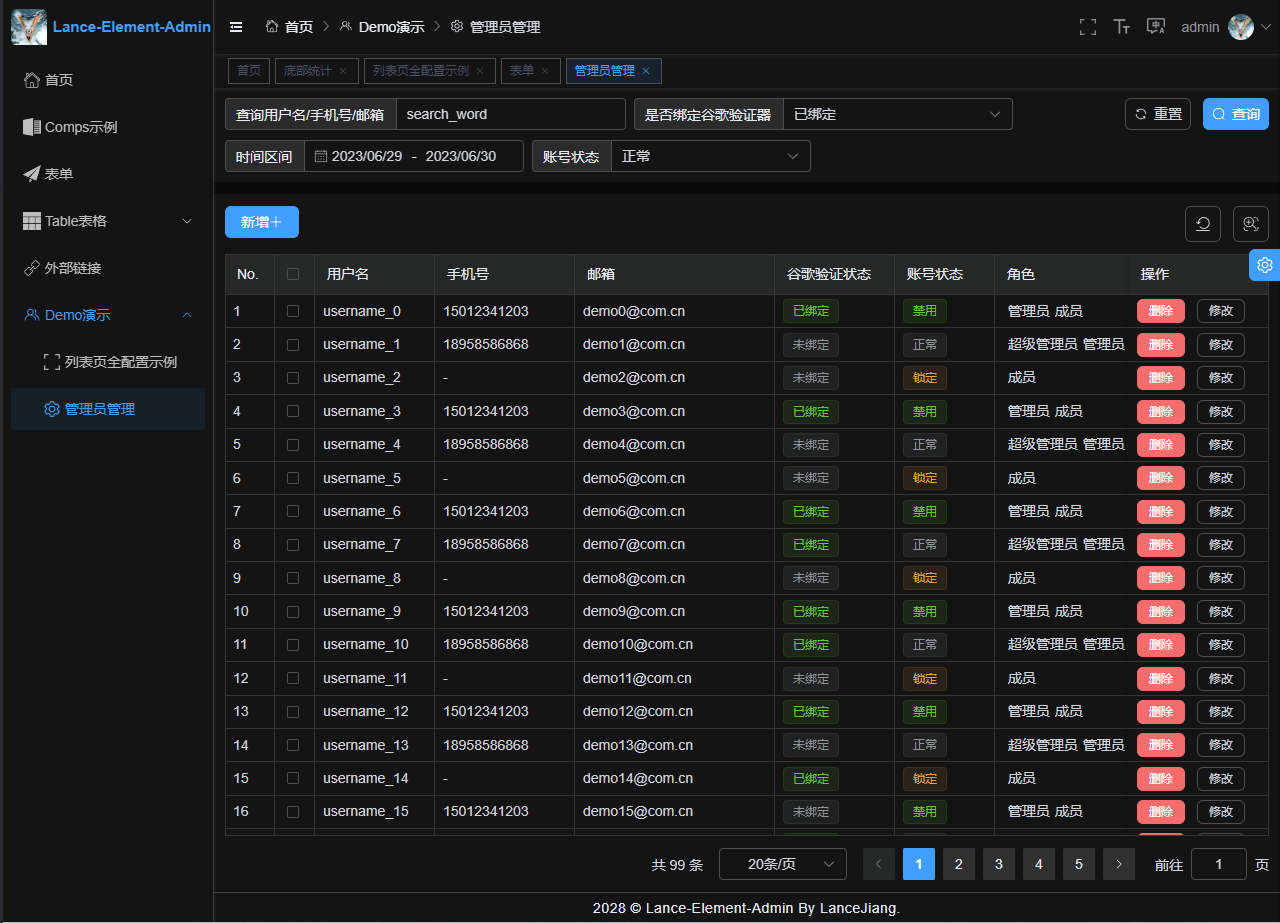 Lance-Element-Admin
首页
Comps示例
表单
Table表格
外部链接
Demo演示
列表页全配置示例
管理员管理
首页 > Demo演示 > 管理员管理
admin
首页 底部统计 × 列表页全配置示例 × 表单 × 管理员管理 ×
查询用户名/手机号/邮箱 search_word 是否绑定谷歌验证器 已绑定 重置 查询
时间区间 2023/06/29 - 2023/06/30 账号状态 正常
新增+
No. 用户名 手机号 邮箱 谷歌验证状态 账号状态 角色 操作
1 username_0 15012341203 demo0@com.cn 已绑定 禁用 管理员 成员 删除 修改
2 username_1 18958586868 demo1@com.cn 未绑定 正常 超级管理员 管理员 删除 修改
3 username_2 - demo2@com.cn 未绑定 锁定 成员 删除 修改
4 username_3 15012341203 demo3@com.cn 已绑定 禁用 管理员 成员 删除 修改
5 username_4 18958586868 demo4@com.cn 未绑定 正常 超级管理员 管理员 删除 修改
6 username_5 - demo5@com.cn 未绑定 锁定 成员 删除 修改
7 username_6 15012341203 demo6@com.cn 已绑定 禁用 管理员 成员 删除 修改
8 username_7 18958586868 demo7@com.cn 已绑定 正常 超级管理员 管理员 删除 修改
9 username_8 - demo8@com.cn 未绑定 锁定 成员 删除 修改
10 username_9 15012341203 demo9@com.cn 已绑定 禁用 管理员 成员 删除 修改
11 username_10 18958586868 demo10@com.cn 已绑定 正常 超级管理员 管理员 删除 修改
12 username_11 - demo11@com.cn 未绑定 锁定 成员 删除 修改
13 username_12 15012341203 demo12@com.cn 已绑定 禁用 管理员 成员 删除 修改
14 username_13 18958586868 demo13@com.cn 未绑定 正常 超级管理员 管理员 删除 修改
15 username_14 - demo14@com.cn 已绑定 锁定 成员 删除 修改
16 username_15 15012341203 demo15@com.cn 未绑定 禁用 管理员 成员 删除 修改
共 99 条 20条/页 < 1 2 3 4 5 > 前往 1 页
2028 © Lance-Element-Admin By LanceJiang.